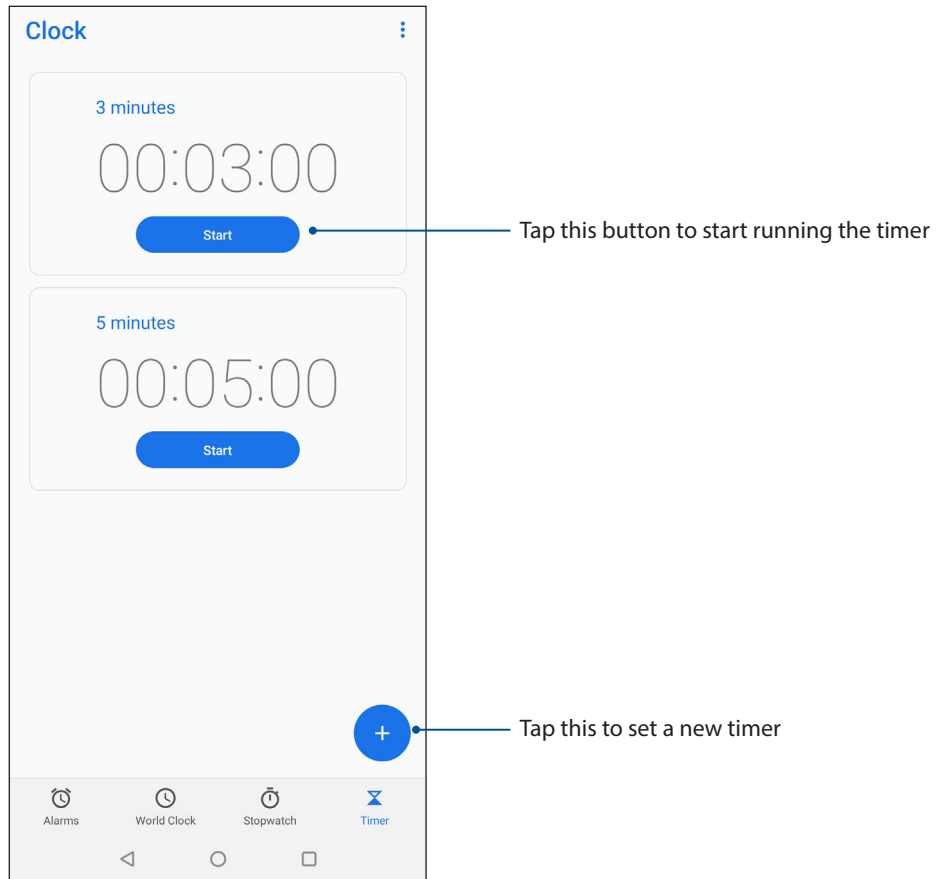 Clock
3 minutes
00:03:00
Start
Tap this button to start running the timer
5 minutes
00:05:00
Start
+
Tap this to set a new timer
Alarms
World Clock
Stopwatch
Timer